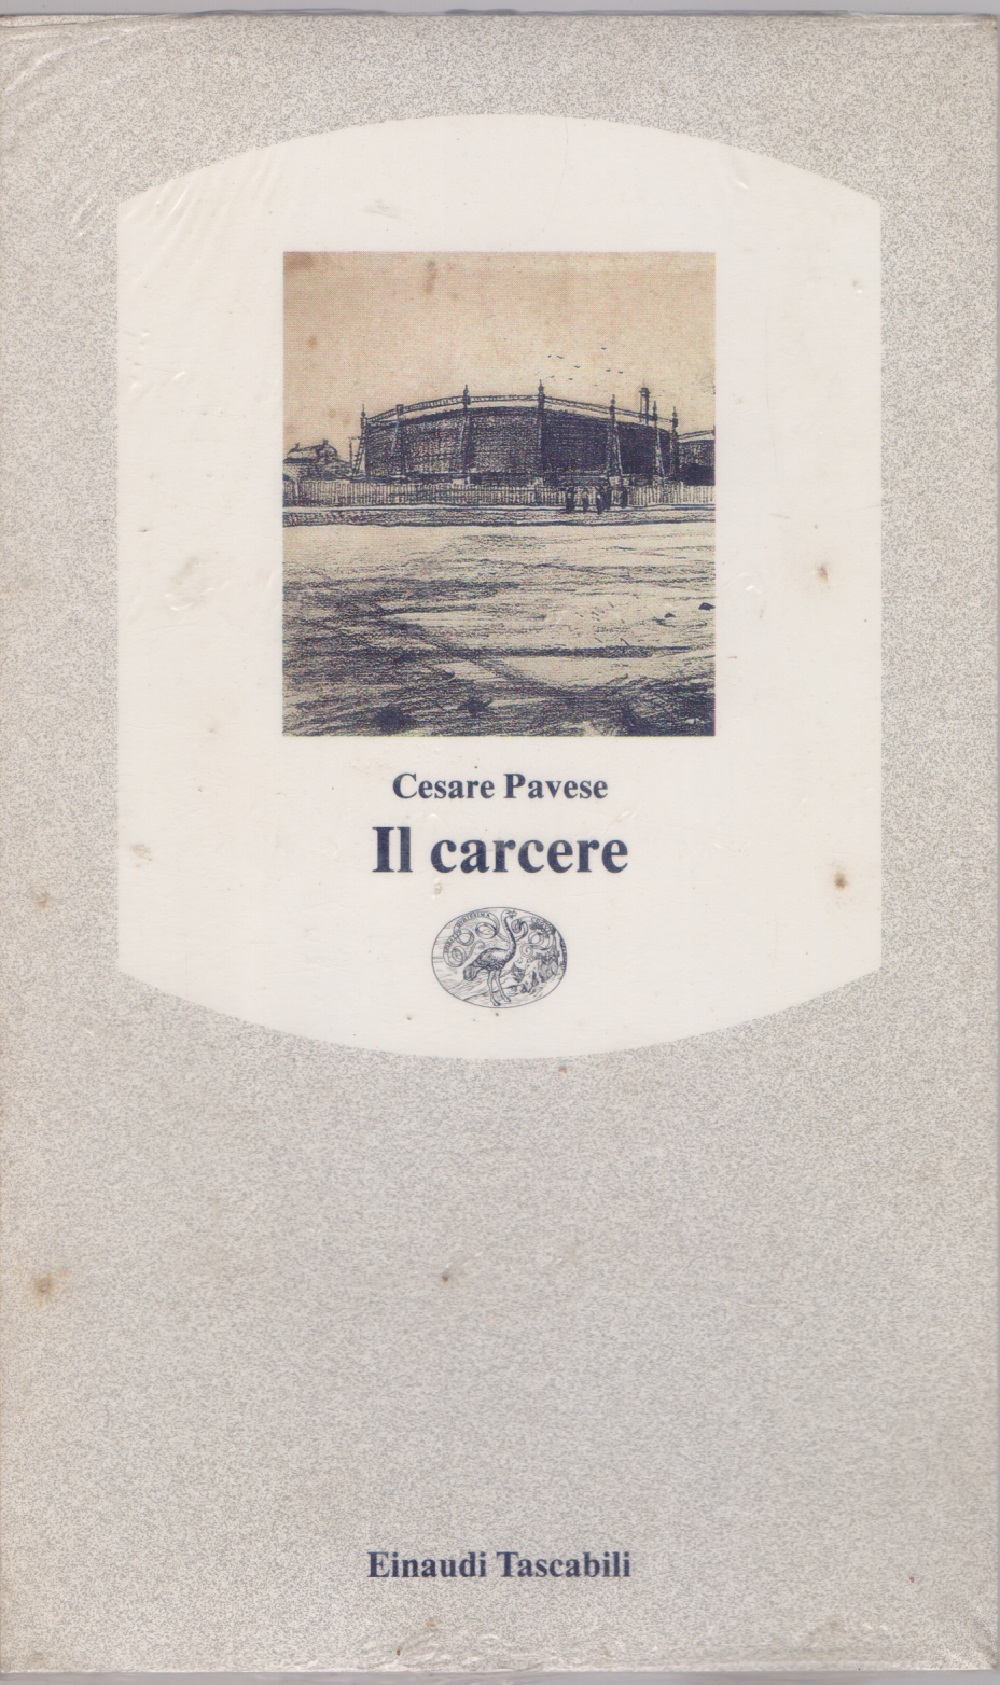 Cesare Pavese
Il carcere
Einaudi Tascabili